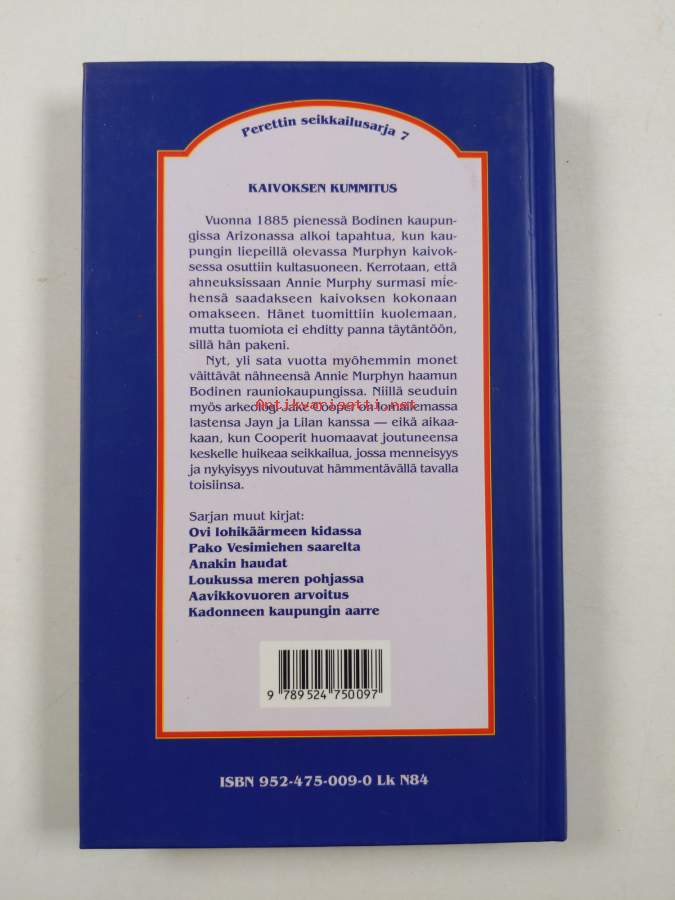 Perettin seikkailusarja 7
KAIVOKSEN KUMMITUS
Vuonna 1885 pienessä Bodinen kaupun-
gissa Arizonassa alkoi tapahtua, kun kau-
pungin liepeillä olevassa Murphyn kaivok-
sessa osuttiin kultasuoneen. Kerrotaan, että
ahneuksissaan Annie Murphy surmasi mie-
hensä saadakseen kaivoksen kokonaan
omakseen. Hänet tuomittiin kuolemaan,
mutta tuomiota ei ehditty panna täytäntöön,
sillä hän pakeni.
Nyt, yli sata vuotta myöhemmin monet
väittävät nähneensä Annie Murphyn haamun
Bodinen rauniokaupungissa. Niillä seuduin
antikvariaatti.net
myös arkeologi Jake Cooper on lomailemassa
lastensa Jayn ja Lilan kanssa — eikä aikaa-
kaan, kun Cooperit huomaavat joutuneensa
keskelle huikeaa seikkailua, jossa menneisyys
ja nykyisyys nivoutuvat hämmentävällä tavalla
toisiinsa.
Sarjan muut kirjat:
Ovi lohikäärmeen kidassa
Pako Vesimiehen saarelta
Anakin haudat
Loukussa meren pohjassa
Aavikkovuoren arvoitus
Kadonneen kaupungin aarre
9 789524 750097
ISBN 952-475-009-0 Lk N84